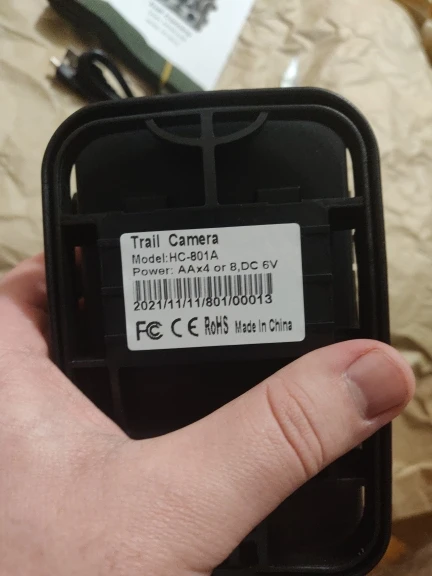 Trail Camera
Model:HC-801A
Power: AAx4 or 8,DC 6V
2021/11/11/801/00013
FC CE RoHS Made in China